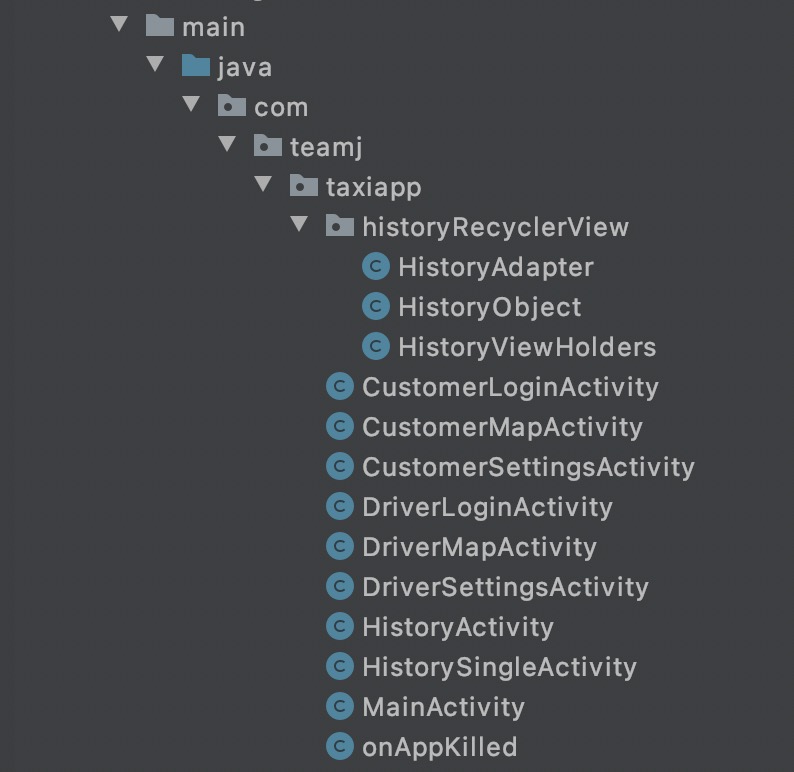 main
java
com
teamj
taxiapp
historyRecyclerView
C HistoryAdapter
C HistoryObject
C HistoryViewHolders
C CustomerLoginActivity
C CustomerMapActivity
C CustomerSettingsActivity
C DriverLoginActivity
C DriverMapActivity
C DriverSettingsActivity
C HistoryActivity
C HistorySingleActivity
C MainActivity
C onAppKilled